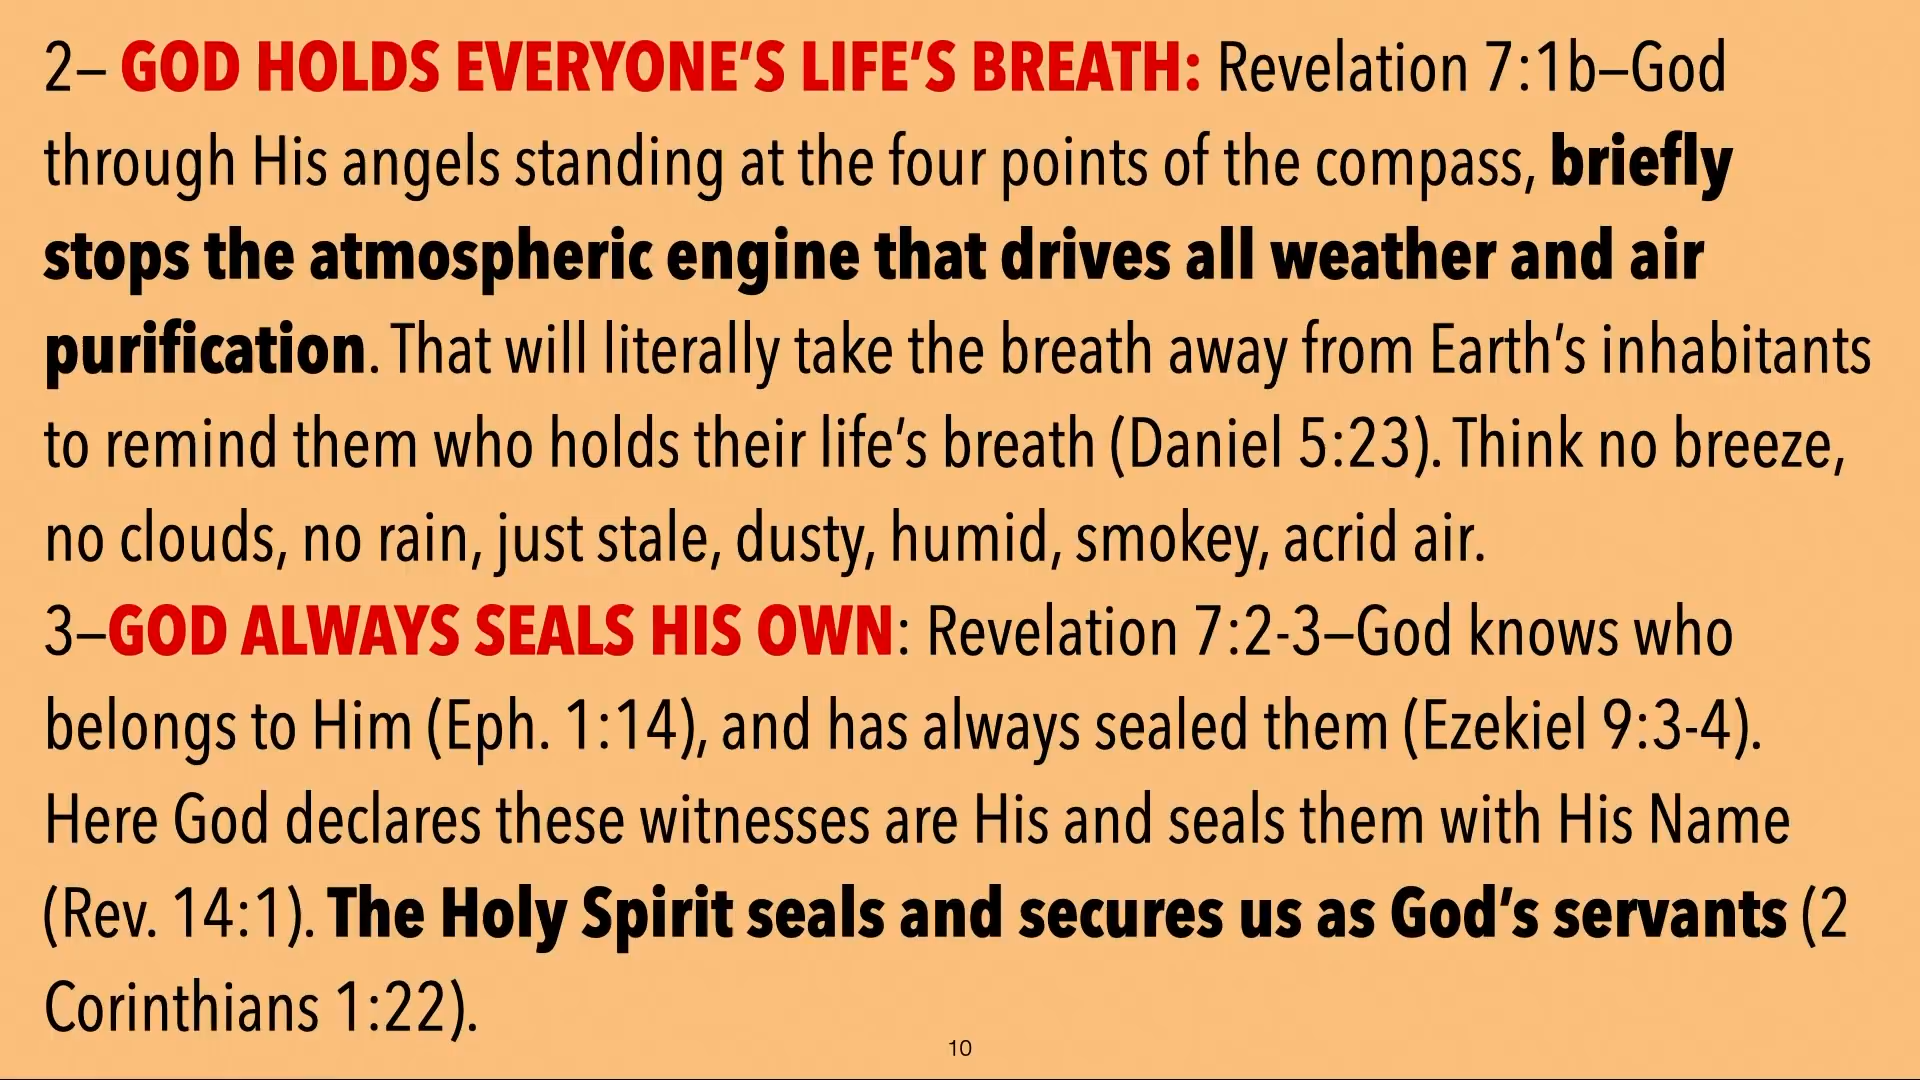 2– GOD HOLDS EVERYONE’S LIFE’S BREATH: Revelation 7:1b–God
through His angels standing at the four points of the compass, briefly
stops the atmospheric engine that drives all weather and air
purification. That will literally take the breath away from Earth’s inhabitants
to remind them who holds their life’s breath (Daniel 5:23). Think no breeze,
no clouds, no rain, just stale, dusty, humid, smokey, acrid air.
3–GOD ALWAYS SEALS HIS OWN: Revelation 7:2-3–God knows who
belongs to Him (Eph. 1:14), and has always sealed them (Ezekiel 9:3-4).
Here God declares these witnesses are His and seals them with His Name
(Rev. 14:1). The Holy Spirit seals and secures us as God’s servants (2
Corinthians 1:22).
10